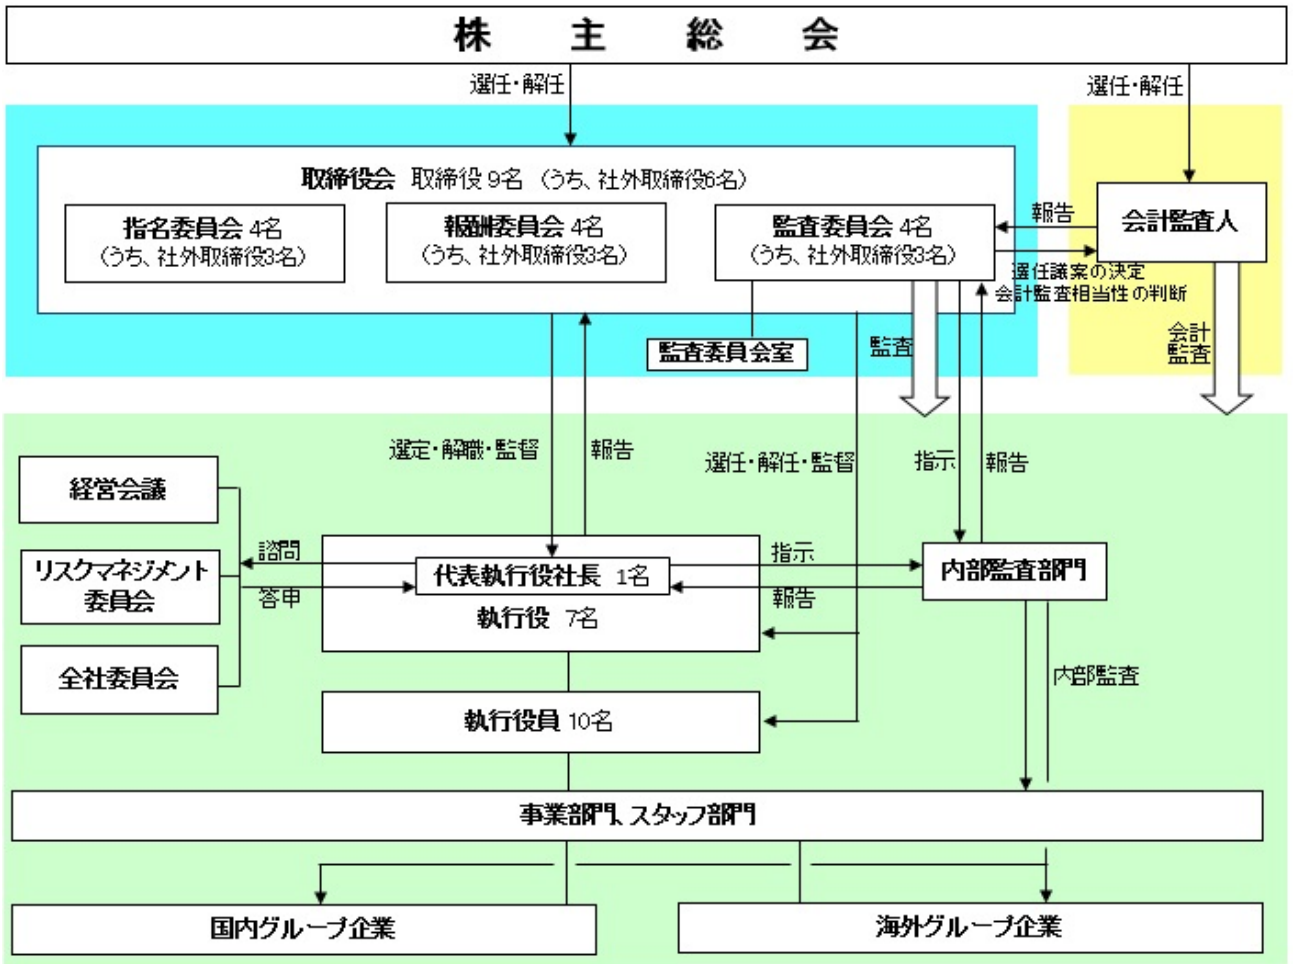 株主総会
選任・解任
選任・解任
取締役会 取締役9名 (うち、社外取締役6名)
指名委員会 4名
(うち、社外取締役3名)
報酬委員会 4名
(うち、社外取締役3名)
監査委員会 4名
(うち、社外取締役3名)
報告
会計監査人
選任議案の決定
会計監査相当性の判断
監査委員会室
監査
会計
監査
選定・解職・監督
報告
選任・解任・監督
指示
報告
経営会議
リスクマネジメント
委員会
全社委員会
諮問
答申
代表執行役社長 1名
執行役 7名
指示
報告
内部監査部門
内部監査
執行役員 10名
事業部門、スタッフ部門
国内グループ企業
海外グループ企業